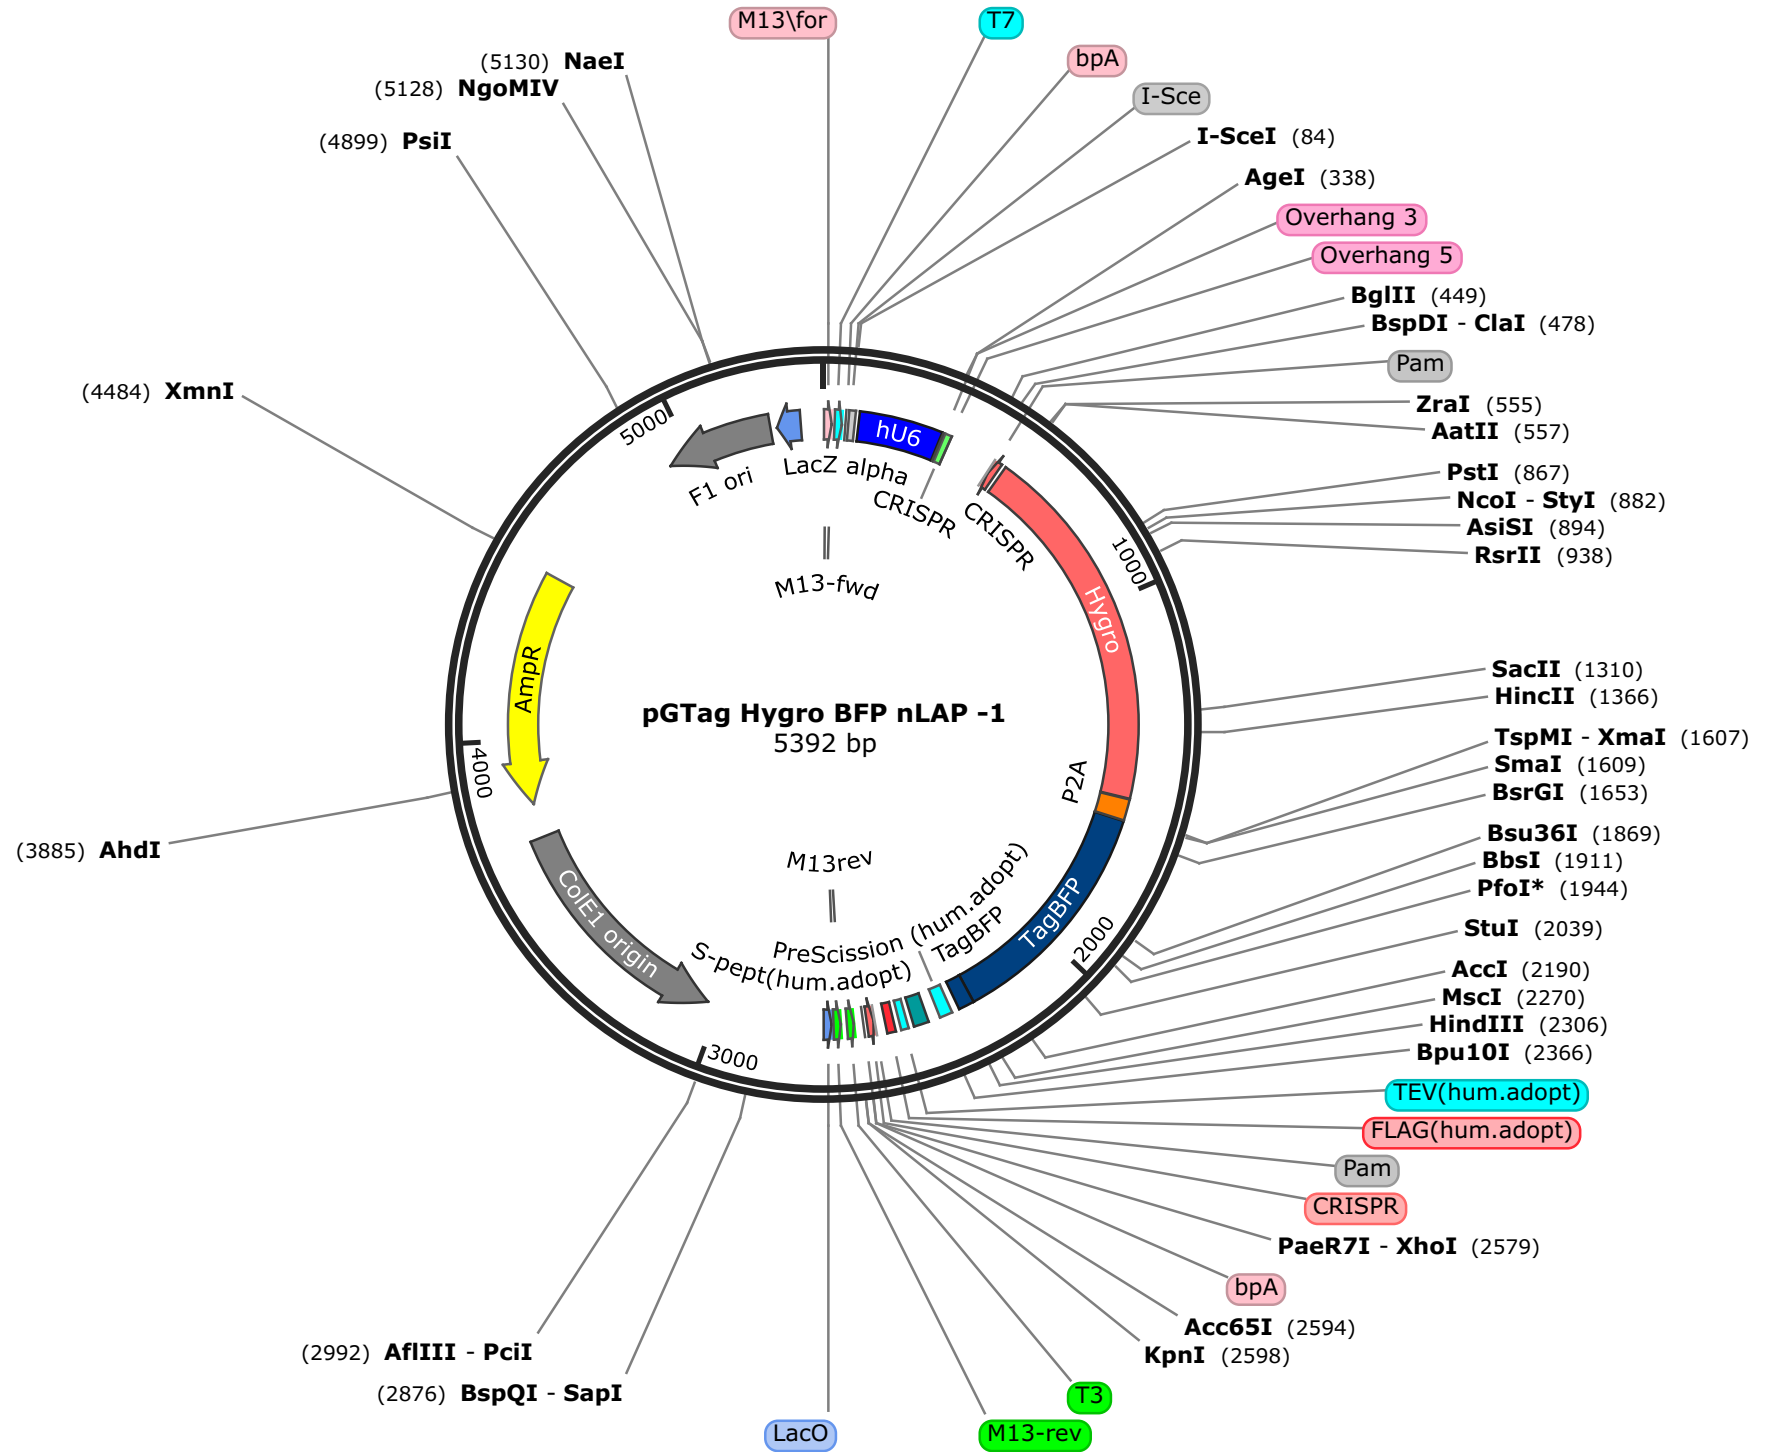 M13\for
T7
(5130) NaeI
bpA
(5128) NgoMIV
I-Sce
(4899) PsiI
I-SceI (84)
AgeI (338)
Overhang 3
Overhang 5
BglII (449)
BspDI - ClaI (478)
Pam
(4484) XmnI
ZraI (555)
AatII (557)
PstI (867)
NcoI - StyI (882)
AsiSI (894)
RsrII (938)
5000
hU6
F1 ori
LacZ alpha
CRISPR
CRISPR
1000
M13-fwd
Hygro
AmpR
SacII (1310)
HincII (1366)
pGTag Hygro BFP nLAP -1
5392 bp
TspMI - XmaI (1607)
SmaI (1609)
BsrGI (1653)
P2A
4000
(3885) AhdI
Bsu36I (1869)
BbsI (1911)
PfoI* (1944)
M13rev
StuI (2039)
TagBFP
2000
ColE1 origin
PreScission (hum.adopt)
TagBFP
S-pept(hum.adopt)
AccI (2190)
MscI (2270)
HindIII (2306)
Bpu10I (2366)
3000
TEV(hum.adopt)
FLAG(hum.adopt)
Pam
CRISPR
PaeR7I - XhoI (2579)
bpA
Acc65I (2594)
KpnI (2598)
(2992) AflIII - PciI
(2876) BspQI - SapI
T3
LacO
M13-rev